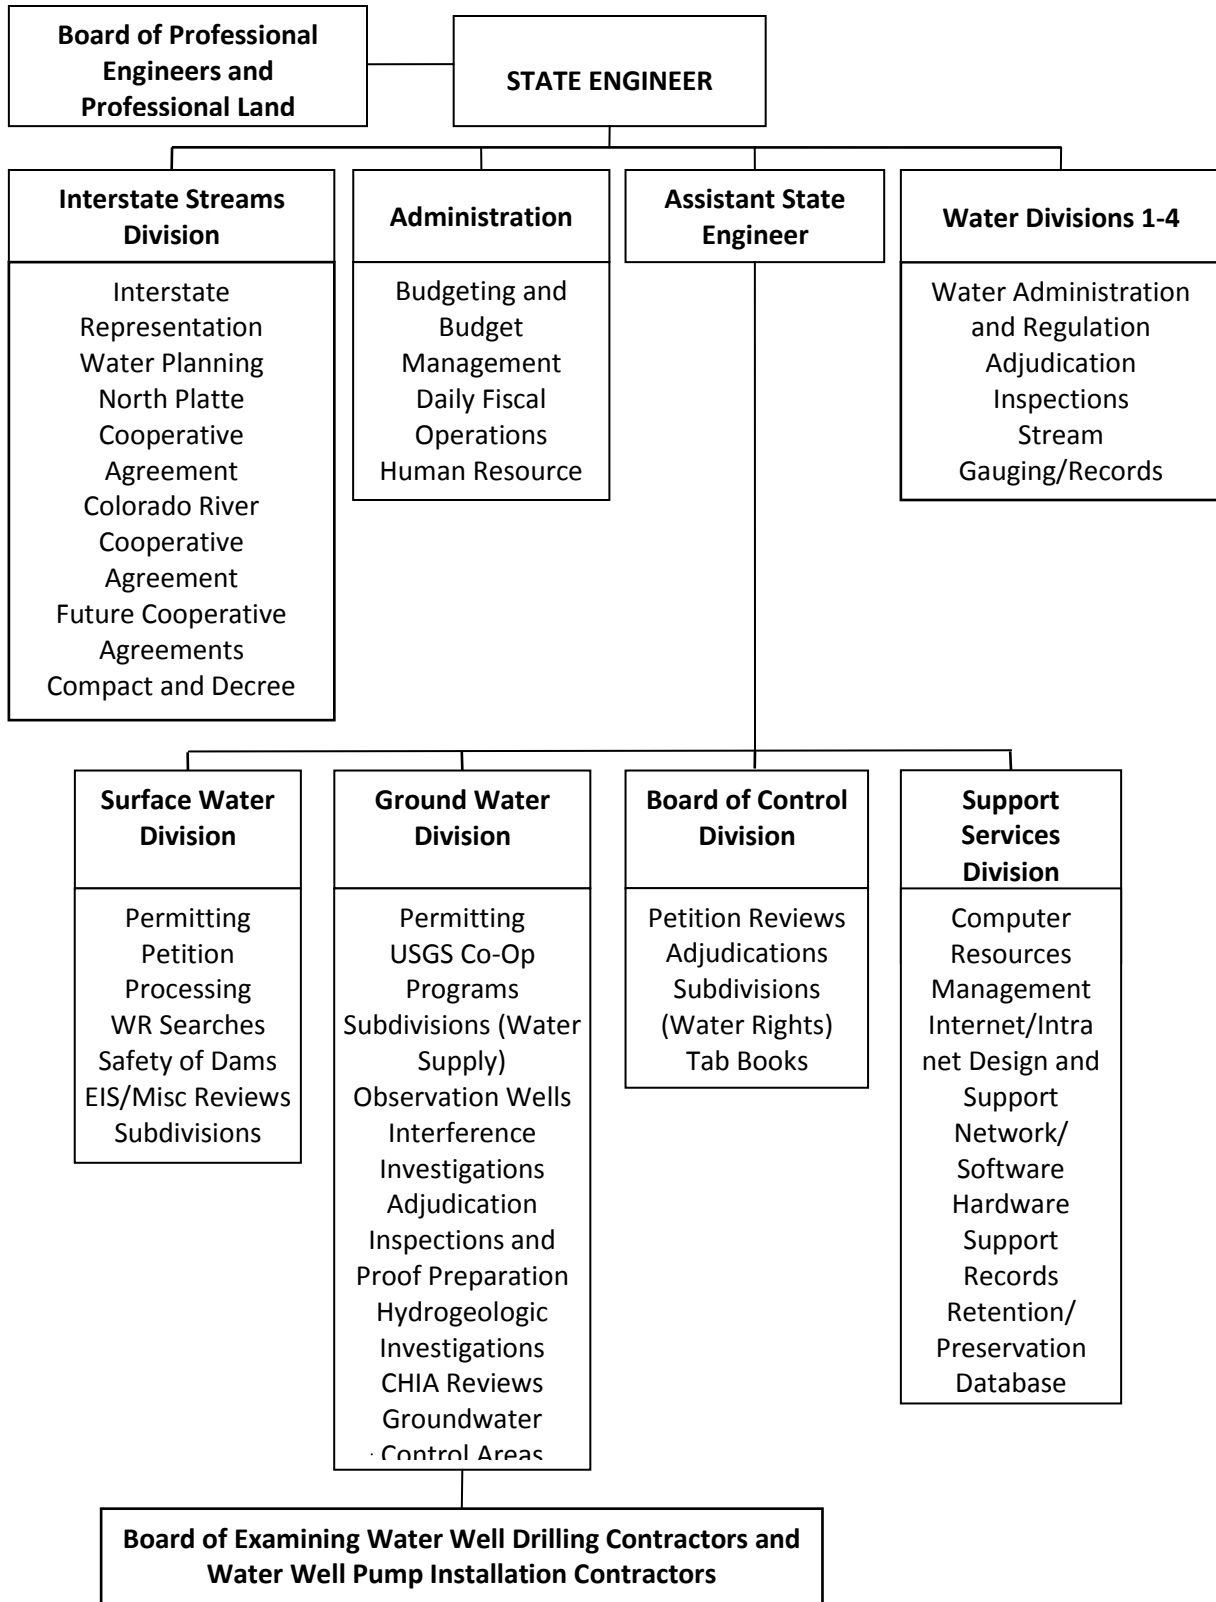 Board of Professional
Engineers and
Professional Land
STATE ENGINEER
Interstate Streams
Division
Interstate
Representation
Water Planning
North Platte
Cooperative
Agreement
Colorado River
Cooperative
Agreement
Future Cooperative
Agreements
Compact and Decree
Administration
Budgeting and
Budget
Management
Daily Fiscal
Operations
Human Resource
Assistant State
Engineer
Water Divisions 1-4
Water Administration
and Regulation
Adjudication
Inspections
Stream
Gauging/Records
Surface Water
Division
Permitting
Petition
Processing
WR Searches
Safety of Dams
EIS/Misc Reviews
Subdivisions
Ground Water
Division
Permitting
USGS Co-Op
Programs
Subdivisions (Water
Supply)
Observation Wells
Interference
Investigations
Adjudication
Inspections and
Proof Preparation
Hydrogeologic
Investigations
CHIA Reviews
Groundwater
Control Areas
Board of Control
Division
Petition Reviews
Adjudications
Subdivisions
(Water Rights)
Tab Books
Support
Services
Division
Computer
Resources
Management
Internet/Intra
net Design and
Support
Network/
Software
Hardware
Support
Records
Retention/
Preservation
Database
Board of Examining Water Well Drilling Contractors and
Water Well Pump Installation Contractors